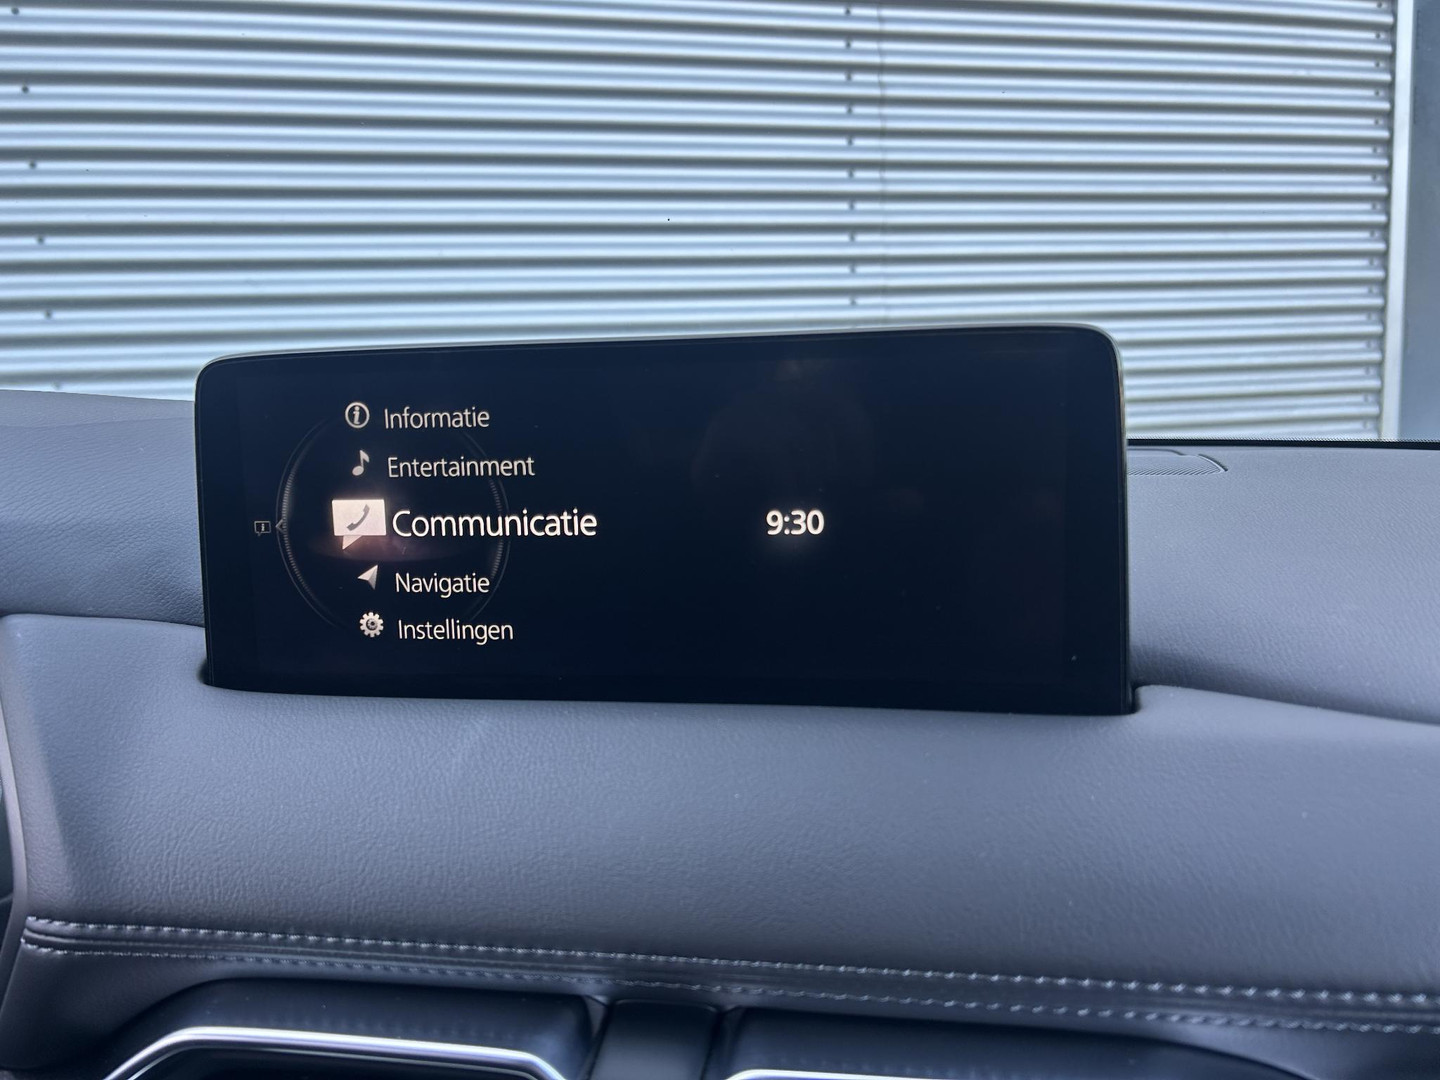 Informatie
Entertainment
Communicatie
9:30
Navigatie
Instellingen